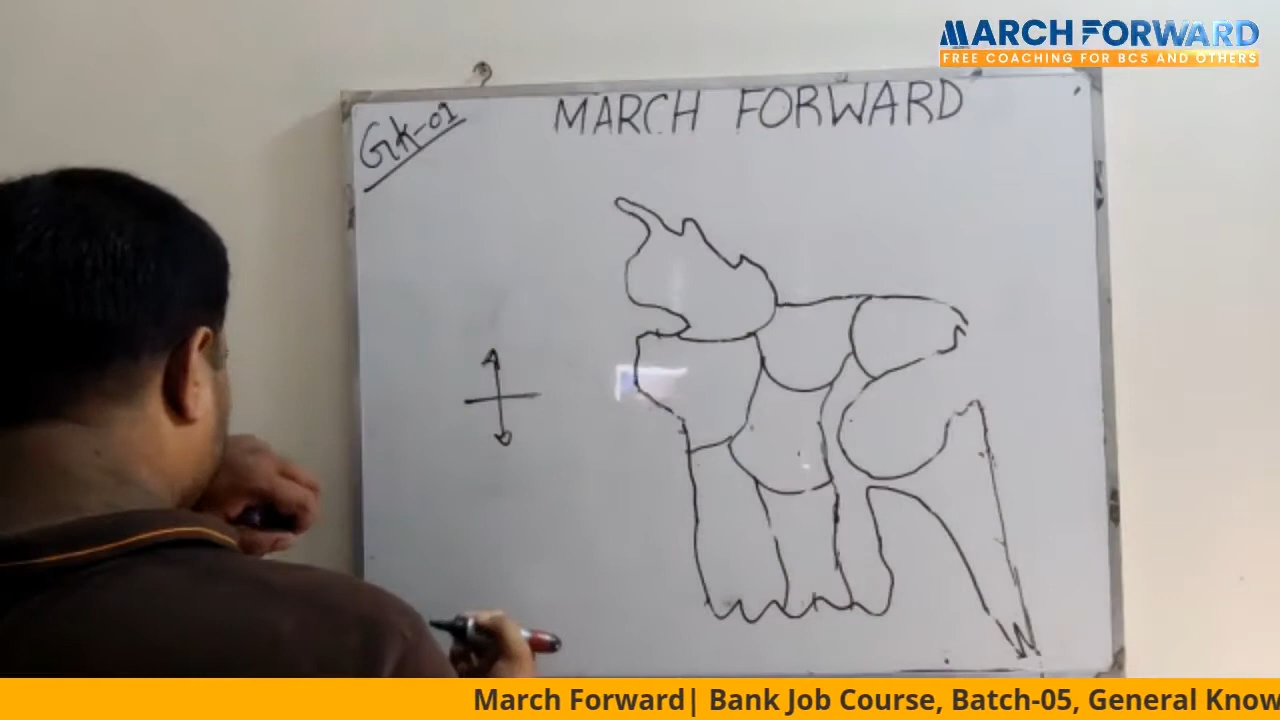 MARCH FORWARD
FREE COACHING FOR BCS AND OTHERS
MARCH FORWARD
GK-01
March Forward| Bank Job Course, Batch-05, General Know